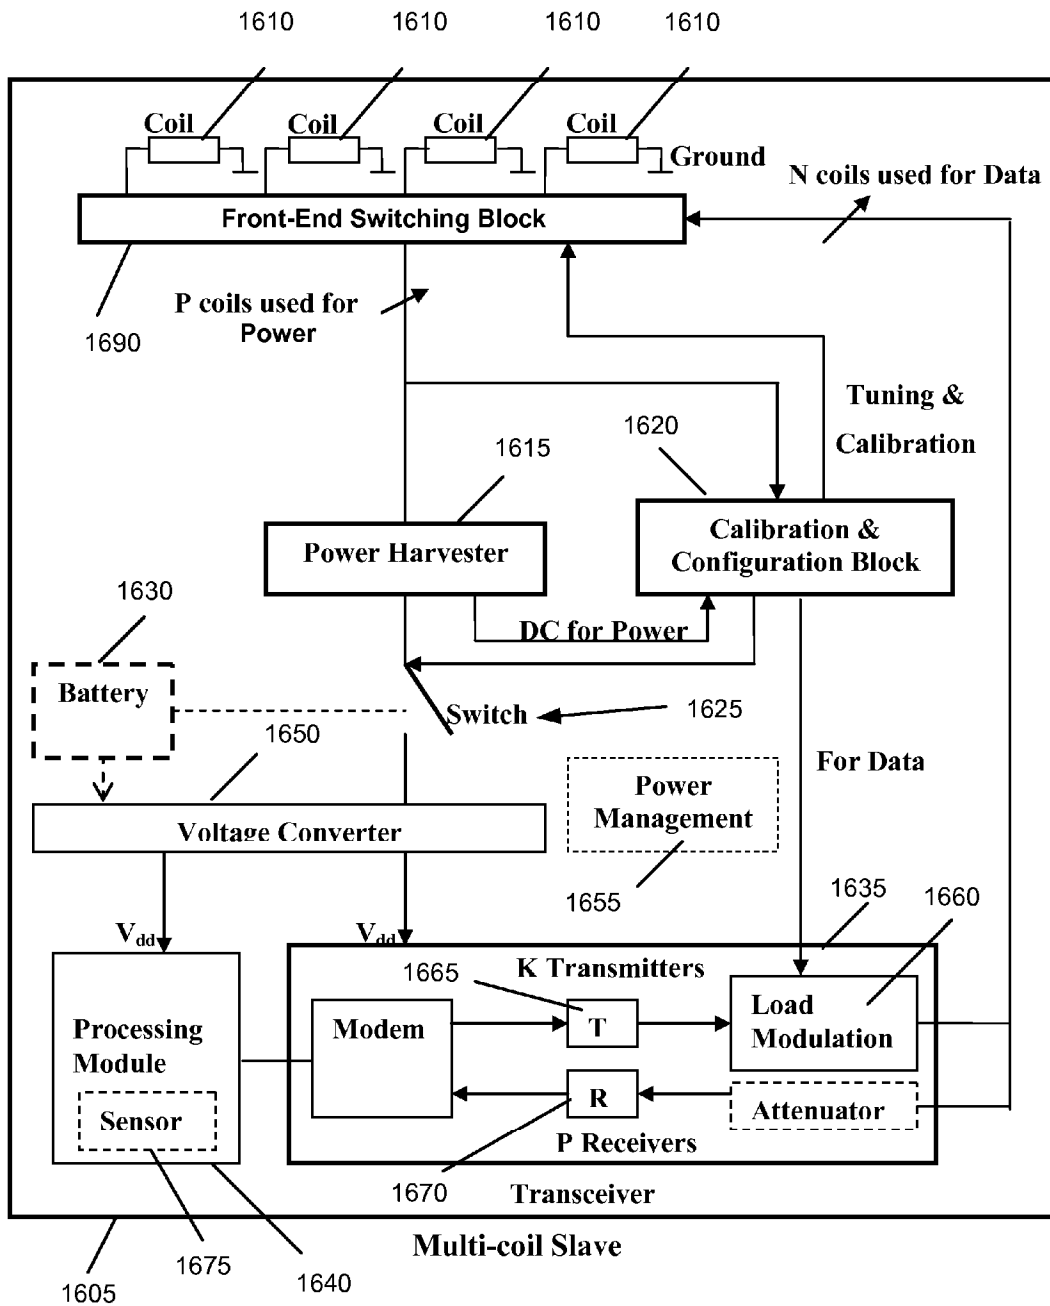 1610 1610 1610 1610
Coil Coil Coil Coil
Ground
N coils used for Data
Front-End Switching Block
P coils used for
Power
1690
Tuning &
Calibration
1620
1615
Power Harvester
Calibration &
Configuration Block
1630
DC for Power
Battery
Switch
1625
1650
For Data
Power
Management
Voltage Converter
1655
1635
1660
Vdd
Vdd
K Transmitters
1665
Processing
Module
Modem
T
Load
Modulation
Sensor
R
Attenuator
P Receivers
1670
Transceiver
Multi-coil Slave
1605
1675
1640